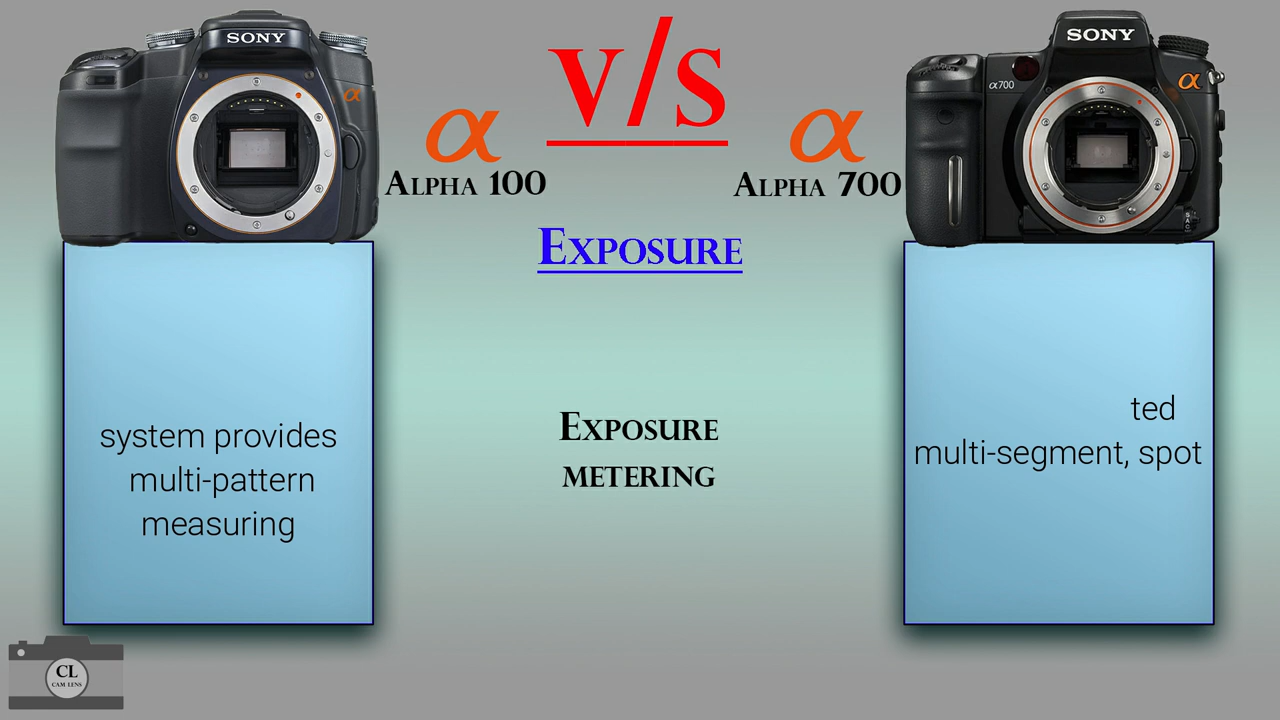 SONY
α
V/S
α
Alpha 100
α
Alpha 700
SONY
α700
α
Exposure
system provides
multi-pattern
measuring
Exposure
metering
ted
multi-segment, spot
CL
CAM LENS